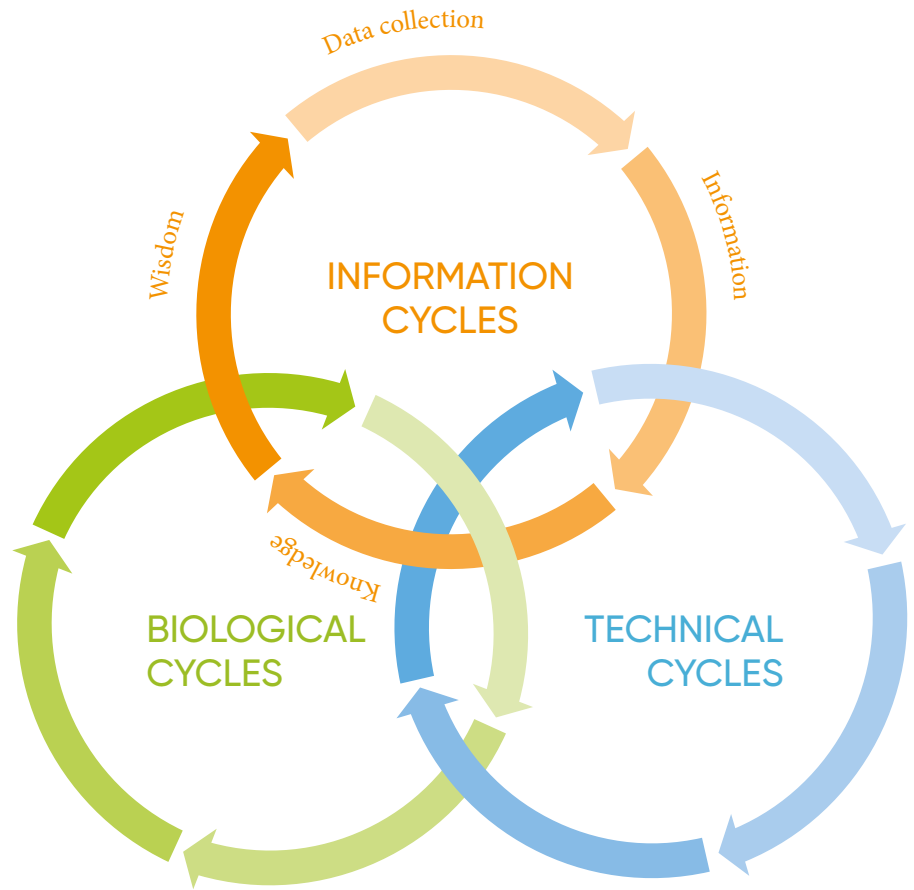 Data collection
Information
Wisdom
INFORMATION
CYCLES
Knowledge
BIOLOGICAL
CYCLES
TECHNICAL
CYCLES